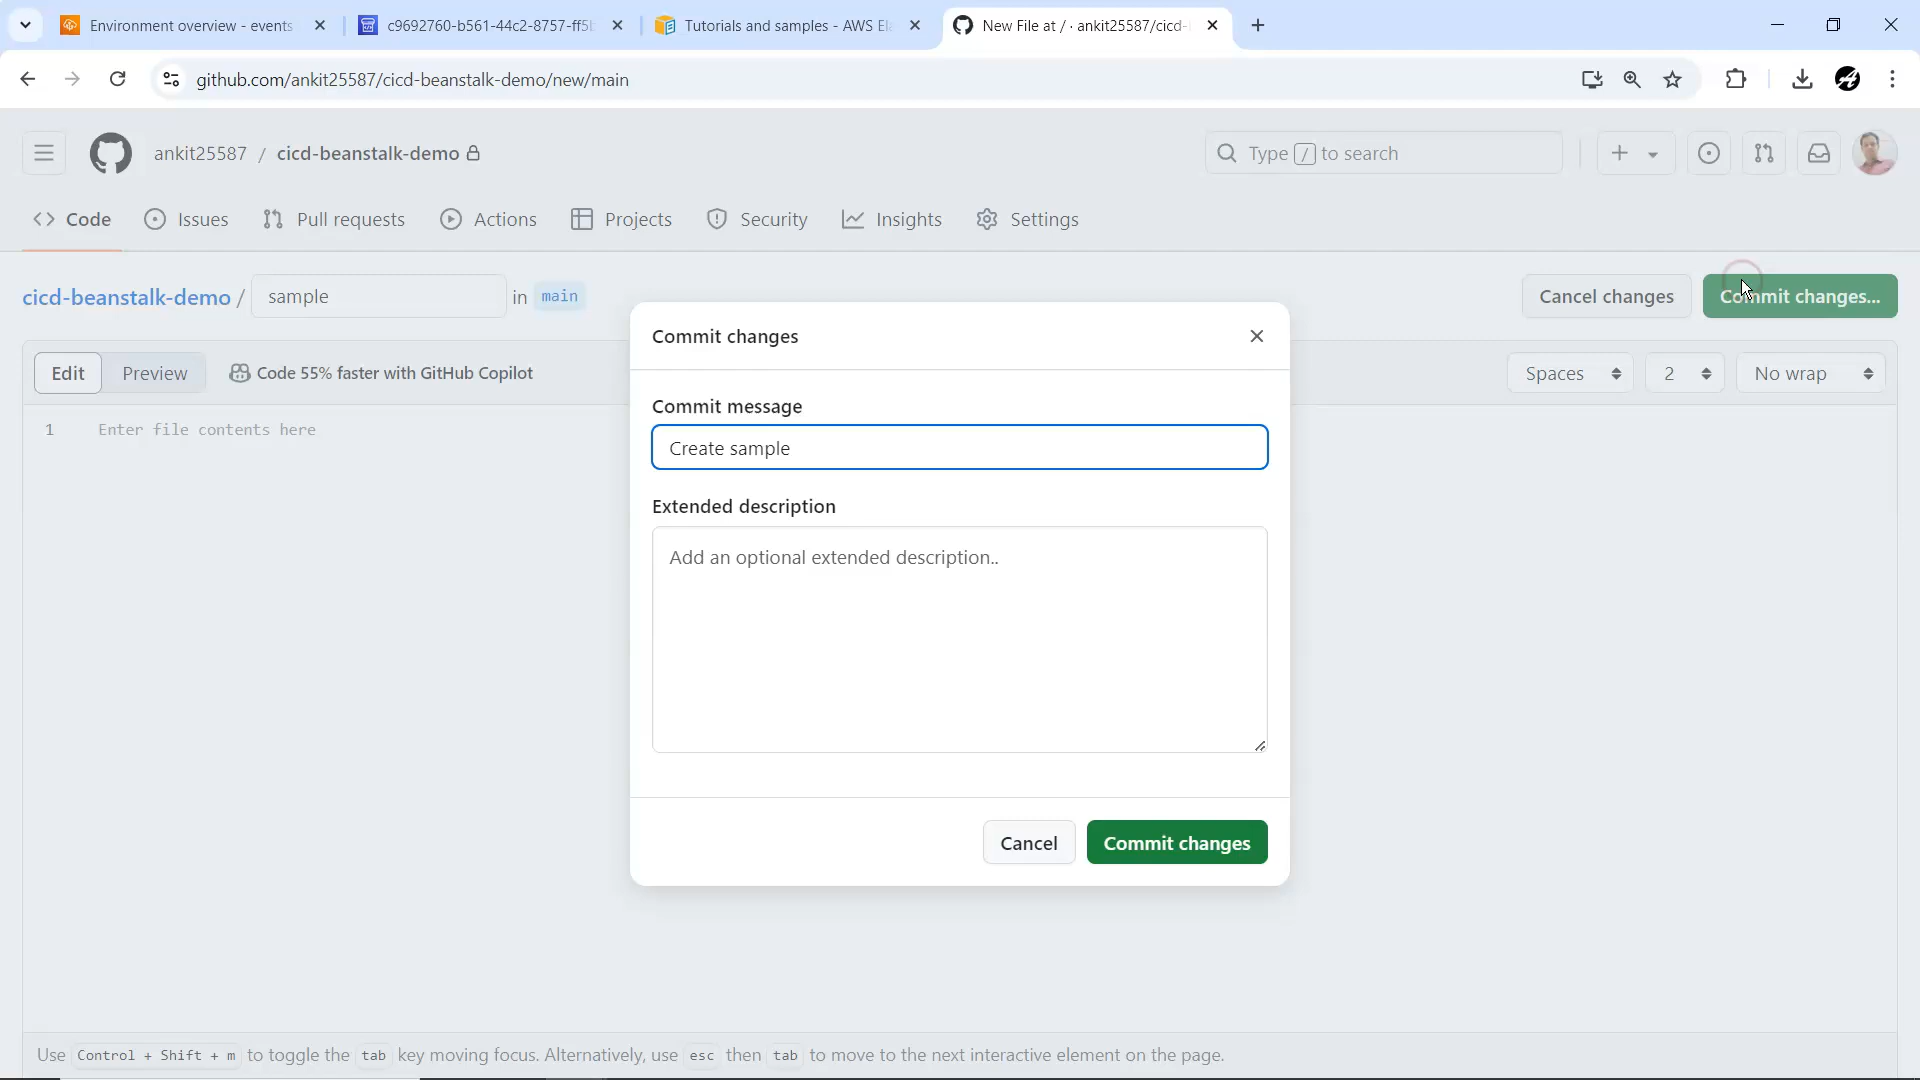 Environment overview - events
c9692760-b561-44c2-8757-ff5b
Tutorials and samples - AWS Ela
New File at / · ankit25587/cicd-
github.com/ankit25587/cicd-beanstalk-demo/new/main
ankit25587 / cicd-beanstalk-demo
Type / to search
Code Issues Pull requests Actions Projects Security Insights Settings
cicd-beanstalk-demo / sample in main
Cancel changes Commit changes...
Edit Preview Code 55% faster with GitHub Copilot
Spaces 2 No wrap
1 Enter file contents here
Commit changes
Commit message
Create sample
Extended description
Add an optional extended description..
Cancel Commit changes
Use Control + Shift + m to toggle the tab key moving focus. Alternatively, use esc then tab to move to the next interactive element on the page.